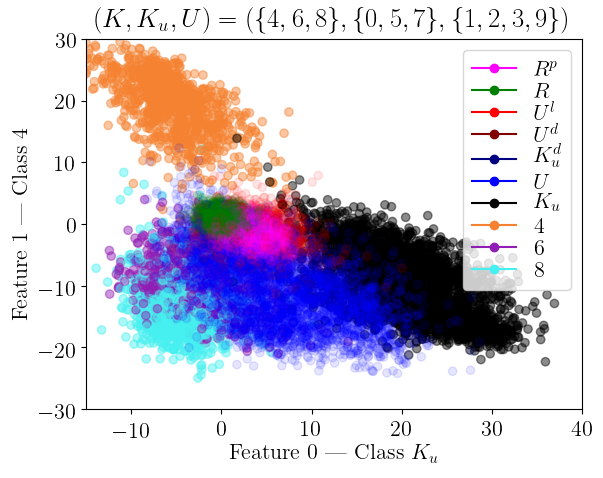 (K, K_u, U) = ({4, 6, 8}, {0, 5, 7}, {1, 2, 3, 9})
30
20
10
0
−10
−20
−30
Feature 1 — Class 4
R^p
R
U^l
U^d
K_u^d
U
K_u
4
6
8
−10
0
10
20
30
40
Feature 0 — Class K_u